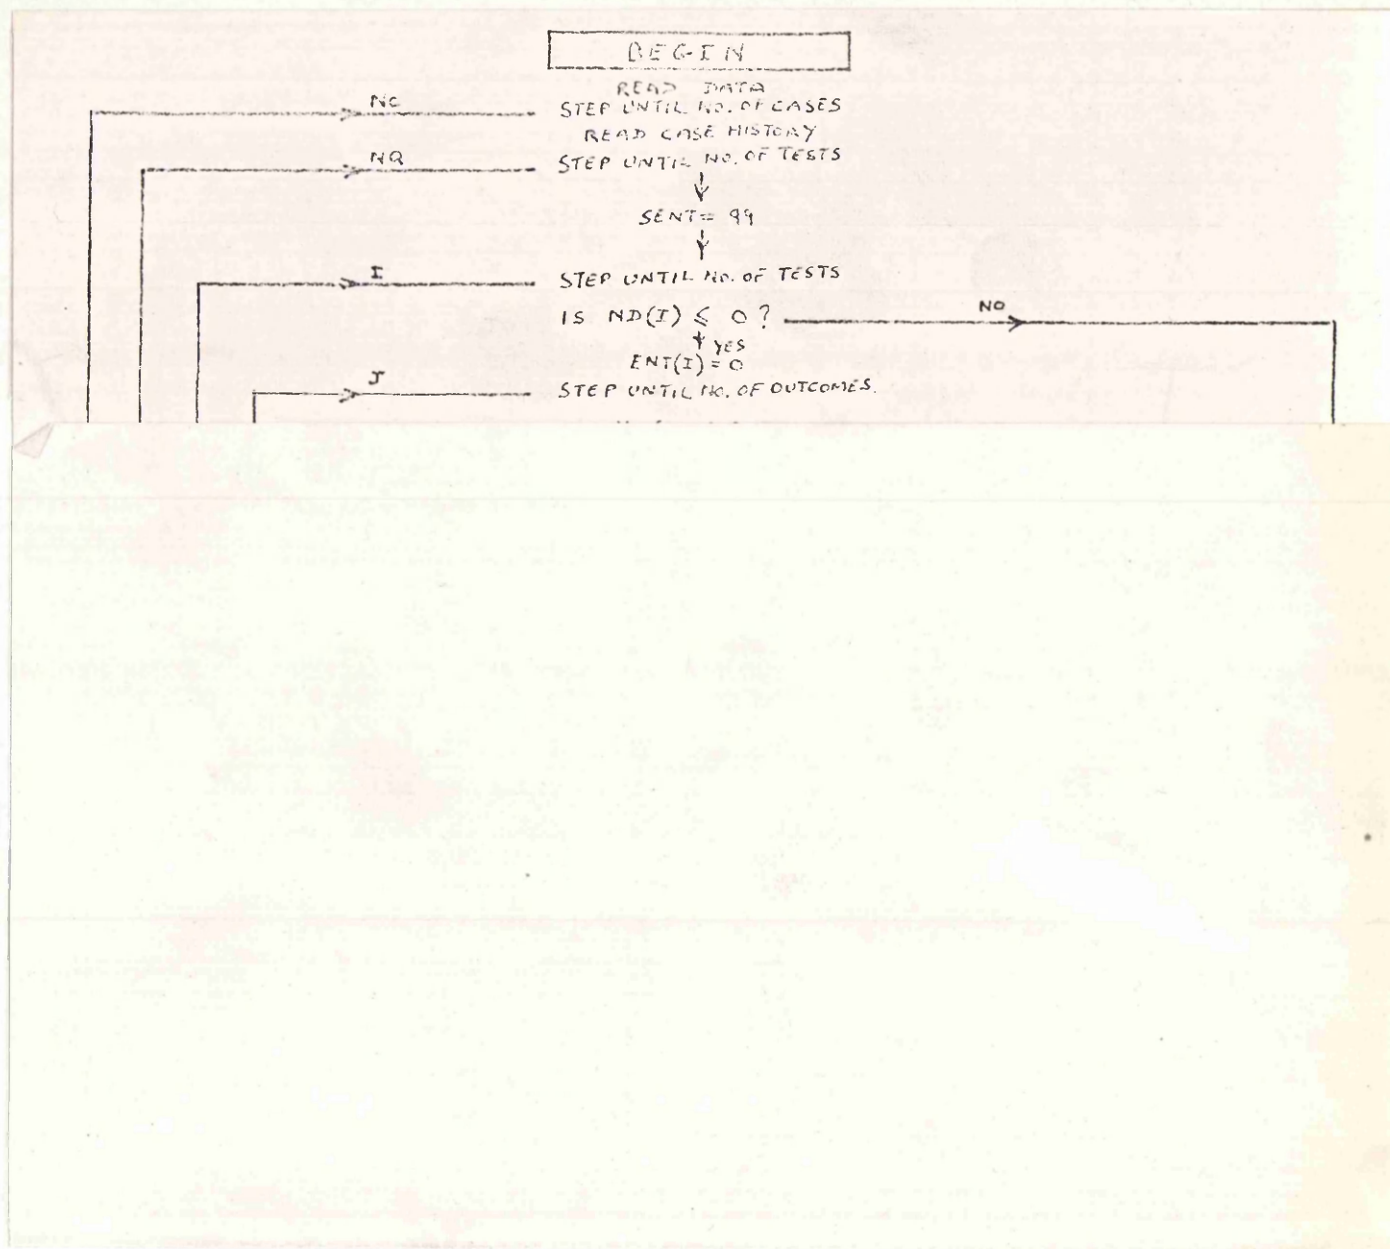 BEGIN
READ DATA
NC
STEP UNTIL NO. OF CASES
READ CASE HISTORY
NQ
STEP UNTIL NO. OF TESTS
SENT = 99
I
STEP UNTIL NO. OF TESTS
IS ND(I) ⩽ 0 ?
NO
YES
ENT(I) = 0
J
STEP UNTIL NO. OF OUTCOMES.